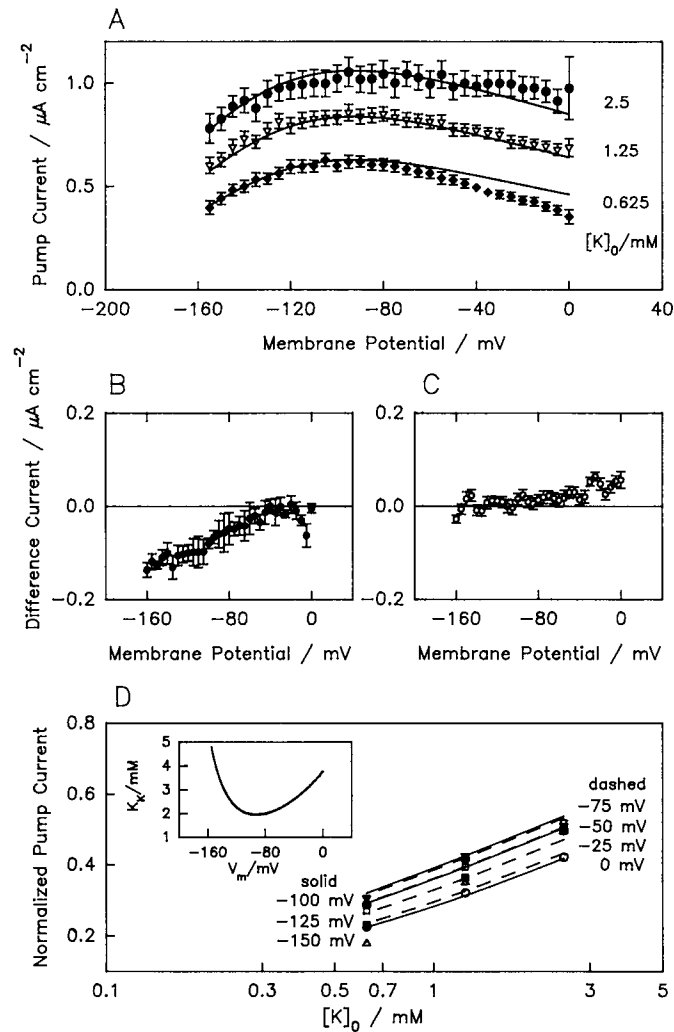 A
Pump Current / μA cm−2
1.0
0.5
0.0
2.5
1.25
0.625
[K]0/mM
−200 −160 −120 −80 −40 0 40
Membrane Potential / mV
B
C
Difference Current / μA cm−2
0.2
0.0
−0.2
0.2
0.0
−0.2
−160 −80 0
−160 −80 0
Membrane Potential / mV
Membrane Potential / mV
D
Normalized Pump Current
0.8
0.6
0.4
0.2
KK/mM
5
4
3
2
1
−160 −80 0
Vm/mV
dashed
−75 mV
−50 mV
−25 mV
0 mV
solid
−100 mV
−125 mV
−150 mV
0.1 0.3 0.5 0.7 1 3 5
[K]0 / mM